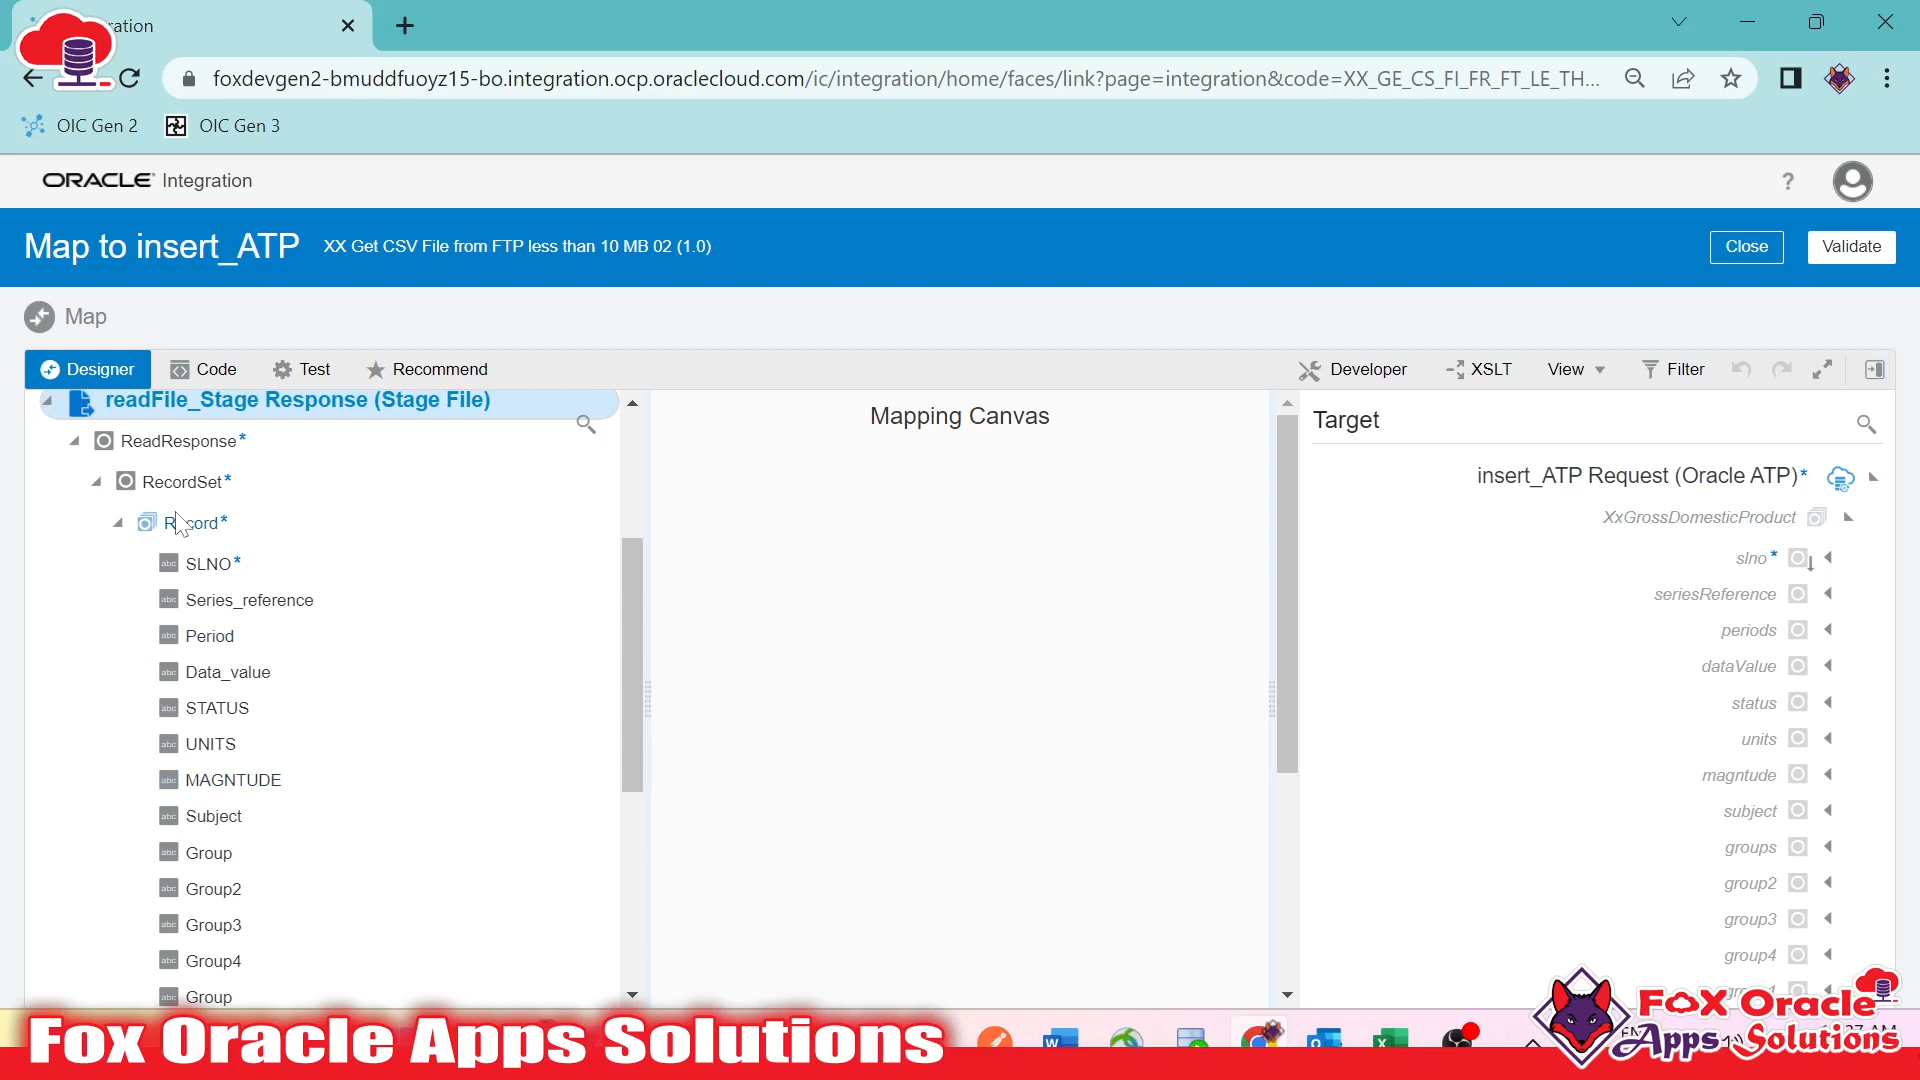 ration
foxdevgen2-bmuddfuoyz15-bo.integration.ocp.oraclecloud.com/ic/integration/home/faces/link?page=integration&code=XX_GE_CS_FI_FR_FT_LE_TH...
OIC Gen 2
OIC Gen 3
ORACLE Integration
?
Map to insert_ATP
XX Get CSV File from FTP less than 10 MB 02 (1.0)
Close
Validate
Map
Designer
Code
Test
Recommend
Developer
XSLT
View
Filter
readFile_Stage Response (Stage File)
ReadResponse*
RecordSet*
Record*
SLNO*
Series_reference
Period
Data_value
STATUS
UNITS
MAGNTUDE
Subject
Group
Group2
Group3
Group4
Group
Mapping Canvas
Target
insert_ATP Request (Oracle ATP)*
XxGrossDomesticProduct
slno*
seriesReference
periods
dataValue
status
units
magntude
subject
groups
group2
group3
group4
Fox Oracle Apps Solutions
FoX Oracle
Apps Solutions